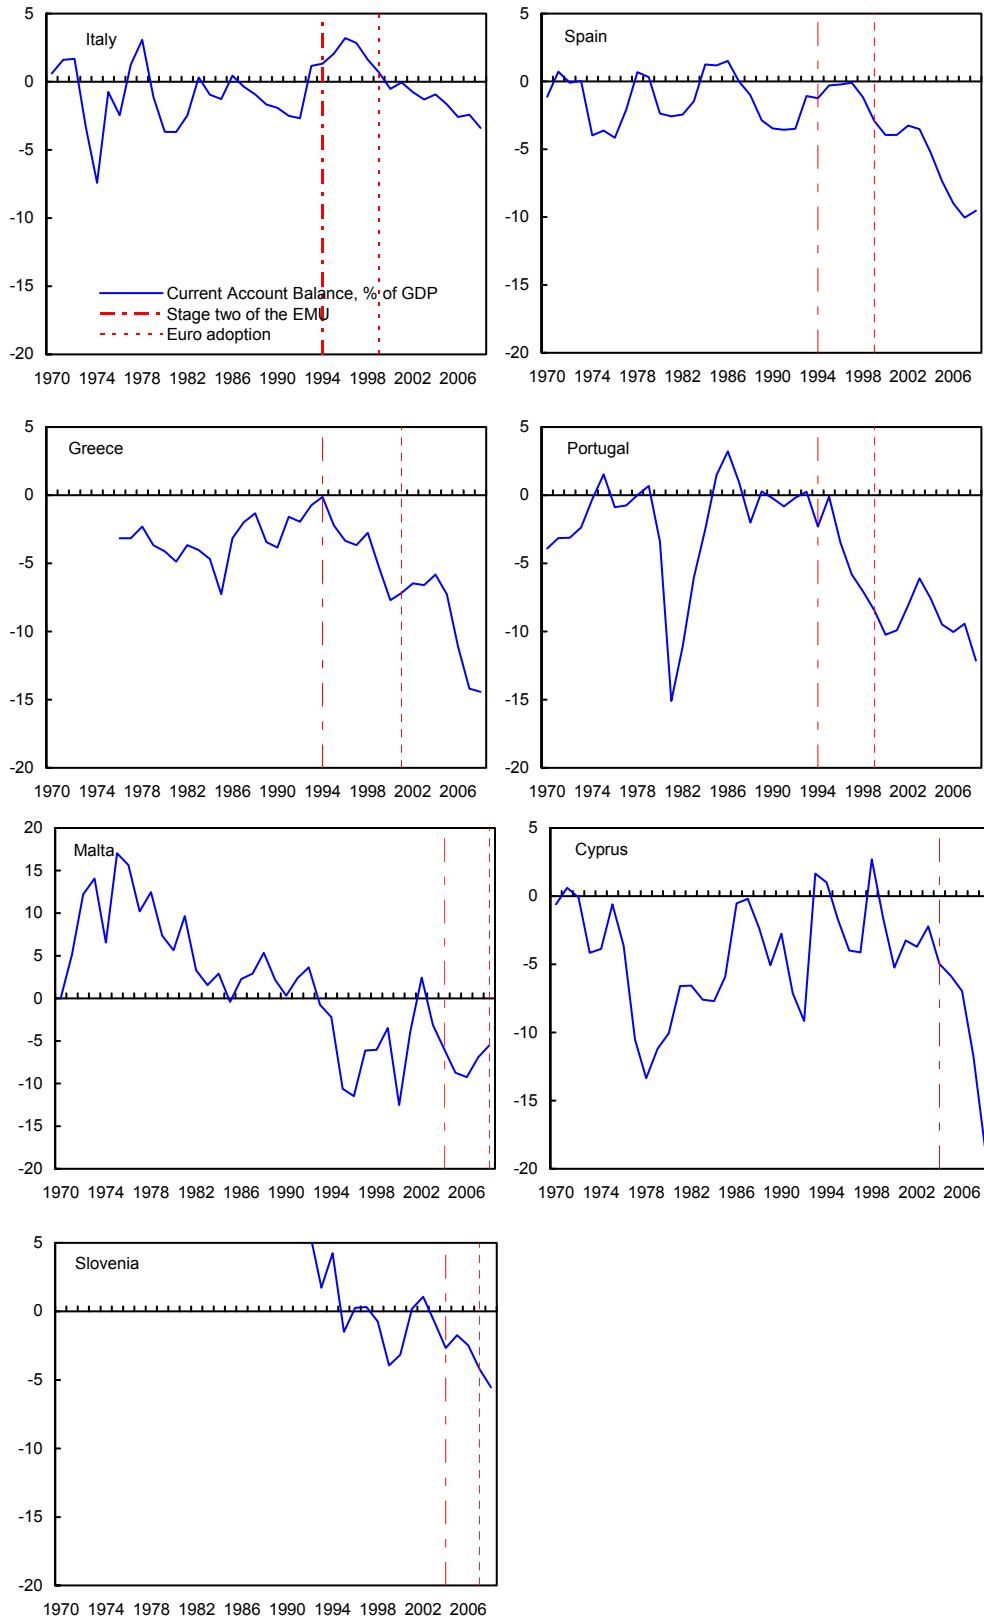 5
0
-5
-10
-15
-20
Italy
Current Account Balance, % of GDP
Stage two of the EMU
Euro adoption
1970 1974 1978 1982 1986 1990 1994 1998 2002 2006
5
0
-5
-10
-15
-20
Spain
1970 1974 1978 1982 1986 1990 1994 1998 2002 2006
5
0
-5
-10
-15
-20
Greece
1970 1974 1978 1982 1986 1990 1994 1998 2002 2006
5
0
-5
-10
-15
-20
Portugal
1970 1974 1978 1982 1986 1990 1994 1998 2002 2006
20
15
10
5
0
-5
-10
-15
-20
Malta
1970 1974 1978 1982 1986 1990 1994 1998 2002 2006
5
0
-5
-10
-15
-20
Cyprus
1970 1974 1978 1982 1986 1990 1994 1998 2002 2006
5
0
-5
-10
-15
-20
Slovenia
1970 1974 1978 1982 1986 1990 1994 1998 2002 2006